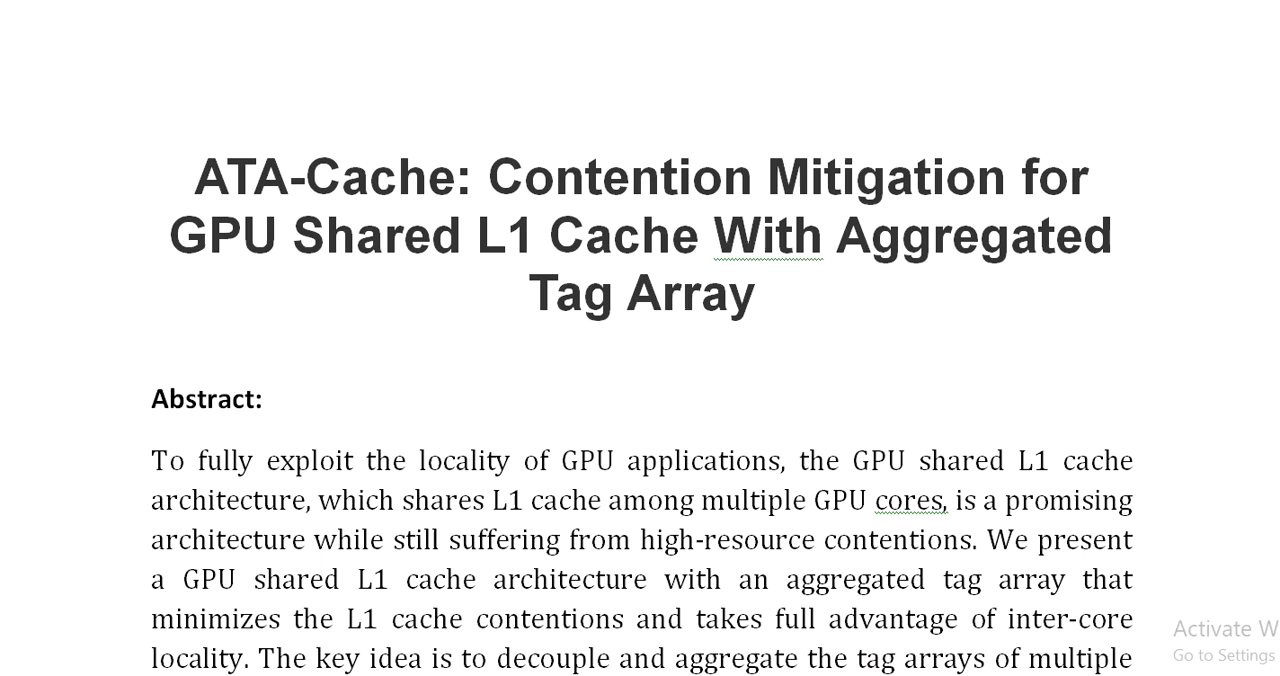 ATA-Cache: Contention Mitigation for
GPU Shared L1 Cache With Aggregated
Tag Array
Abstract:
To fully exploit the locality of GPU applications, the GPU shared L1 cache
architecture, which shares L1 cache among multiple GPU cores, is a promising
architecture while still suffering from high-resource contentions. We present
a GPU shared L1 cache architecture with an aggregated tag array that
minimizes the L1 cache contentions and takes full advantage of inter-core
locality. The key idea is to decouple and aggregate the tag arrays of multiple
Activate W
Go to Settings